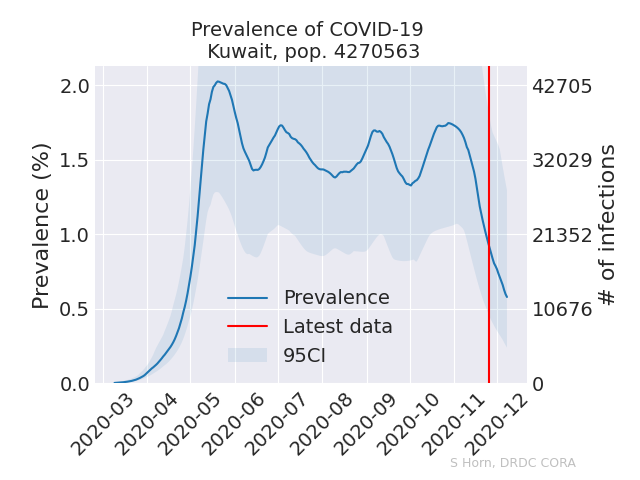 Prevalence of COVID-19
Kuwait, pop. 4270563
Prevalence (%)
2.0
1.5
1.0
0.5
0.0
42705
32029
21352
10676
0
# of infections
Prevalence
Latest data
95CI
2020-03
2020-04
2020-05
2020-06
2020-07
2020-08
2020-09
2020-10
2020-11
2020-12
S Horn, DRDC CORA